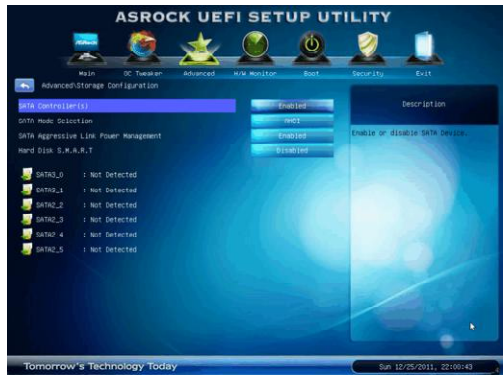 ASROCK UEFI SETUP UTILITY
ASRock
Main OC Tweaker Advanced H/W Monitor Boot Security Exit
Advanced\Storage Configuration
SATA Controller(s) Enabled
SATA Mode Selection AHCI
SATA Aggressive Link Power Management Enabled
Hard Disk S.M.A.R.T Disabled
SATA3_0 : Not Detected
SATA3_1 : Not Detected
SATA2_2 : Not Detected
SATA2_3 : Not Detected
SATA2_4 : Not Detected
SATA2_5 : Not Detected
Description
Enable or disable SATA Device.
Tomorrow's Technology Today
Sun 12/25/2011, 22:00:43